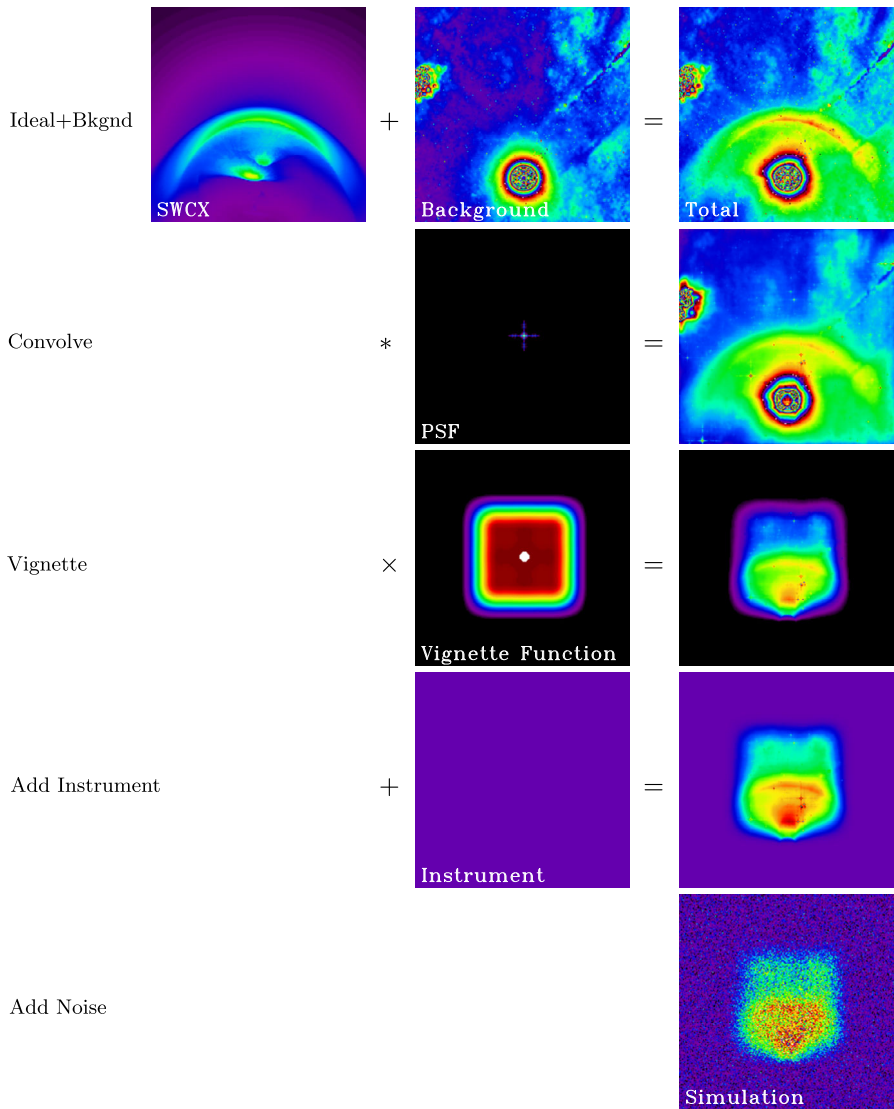 Ideal+Bkgnd
SWCX
+
Background
=
Total
Convolve
*
PSF
=
Vignette
×
Vignette Function
=
Add Instrument
+
Instrument
=
Add Noise
Simulation